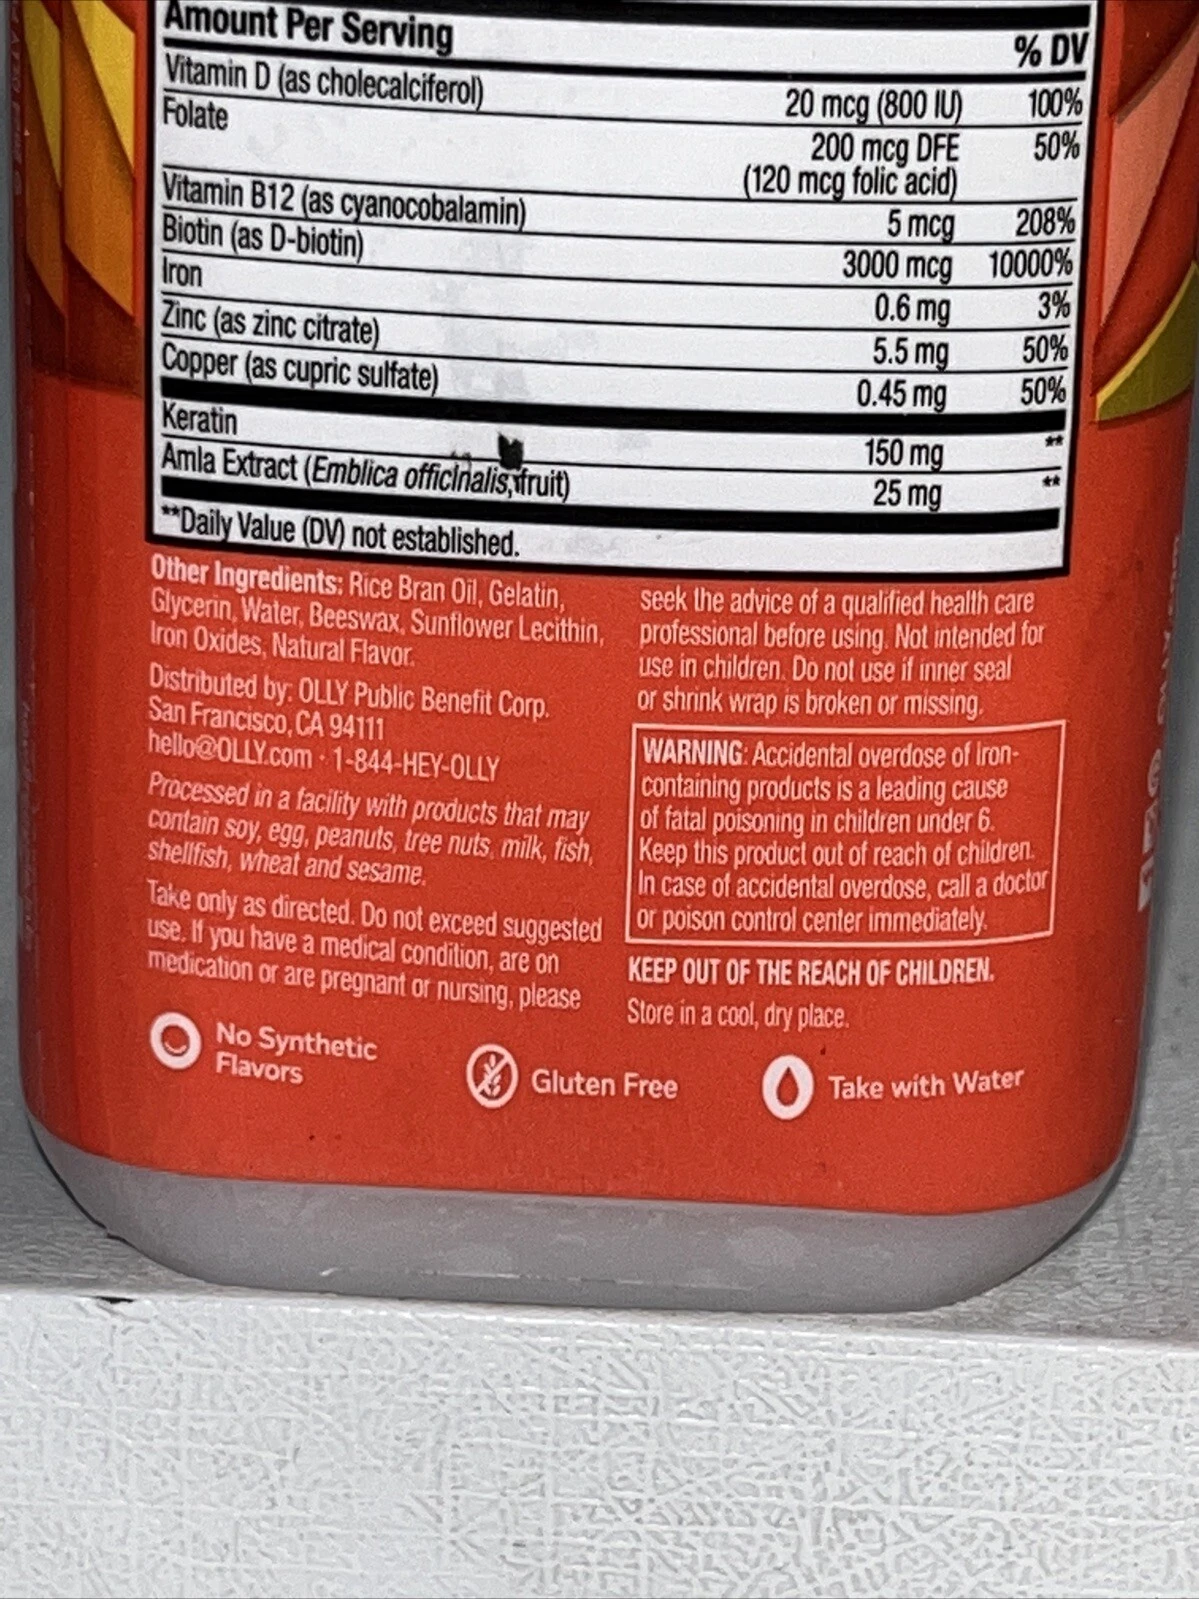 Amount Per Serving % DV
Vitamin D (as cholecalciferol) 20 mcg (800 IU) 100%
Folate 200 mcg DFE 50%
(120 mcg folic acid)
Vitamin B12 (as cyanocobalamin) 5 mcg 208%
Biotin (as D-biotin) 3000 mcg 10000%
Iron 0.6 mg 3%
Zinc (as zinc citrate) 5.5 mg 50%
Copper (as cupric sulfate) 0.45 mg 50%
Keratin 150 mg **
Amla Extract (Emblica officinalis, fruit) 25 mg **
**Daily Value (DV) not established.
Other Ingredients: Rice Bran Oil, Gelatin,
Glycerin, Water, Beeswax, Sunflower Lecithin,
Iron Oxides, Natural Flavor.
Distributed by: OLLY Public Benefit Corp.
San Francisco, CA 94111
hello@OLLY.com · 1-844-HEY-OLLY
Processed in a facility with products that may
contain soy, egg, peanuts, tree nuts, milk, fish,
shellfish, wheat and sesame.
Take only as directed. Do not exceed suggested
use. If you have a medical condition, are on
medication or are pregnant or nursing, please
seek the advice of a qualified health care
professional before using. Not intended for
use in children. Do not use if inner seal
or shrink wrap is broken or missing.
WARNING: Accidental overdose of iron-
containing products is a leading cause
of fatal poisoning in children under 6.
Keep this product out of reach of children.
In case of accidental overdose, call a doctor
or poison control center immediately.
KEEP OUT OF THE REACH OF CHILDREN.
Store in a cool, dry place.
No Synthetic
Flavors
Gluten Free
Take with Water